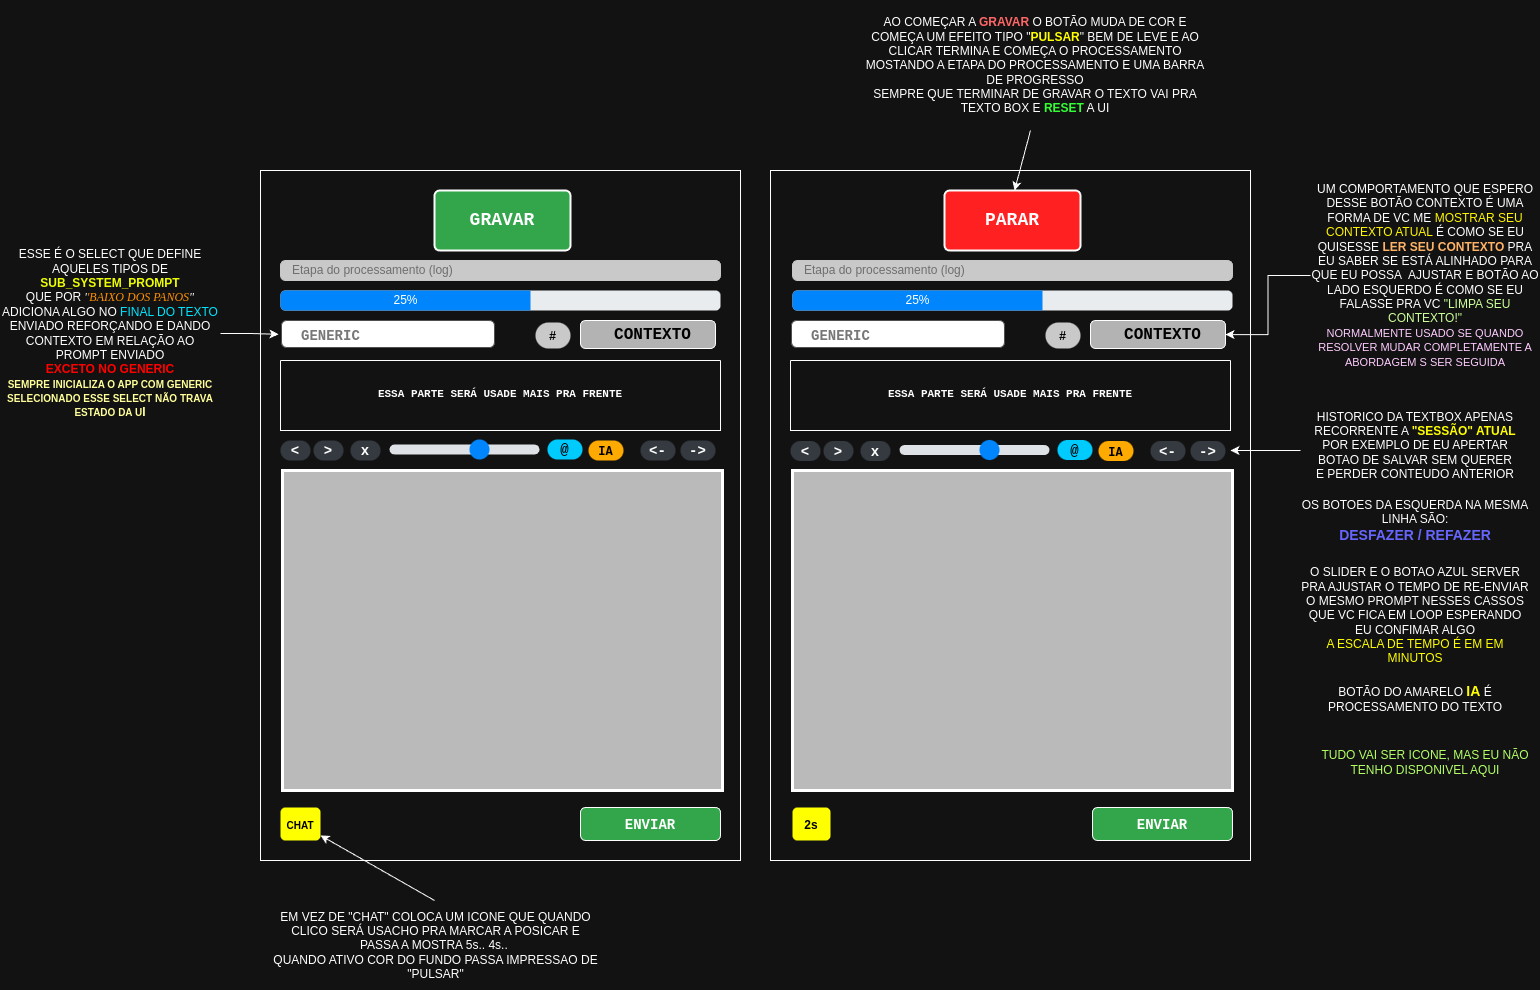 AO COMEÇAR A GRAVAR O BOTÃO MUDA DE COR E
COMEÇA UM EFEITO TIPO "PULSAR" BEM DE LEVE E AO
CLICAR TERMINA E COMEÇA O PROCESSAMENTO
MOSTANDO A ETAPA DO PROCESSAMENTO E UMA BARRA
DE PROGRESSO
SEMPRE QUE TERMINAR DE GRAVAR O TEXTO VAI PRA
TEXTO BOX E RESET A UI
ESSE É O SELECT QUE DEFINE
AQUELES TIPOS DE
SUB_SYSTEM_PROMPT
QUE POR "BAIXO DOS PANOS"
ADICIONA ALGO NO FINAL DO TEXTO
ENVIADO REFORÇANDO E DANDO
CONTEXTO EM RELAÇÃO AO
PROMPT ENVIADO
EXCETO NO GENERIC
SEMPRE INICIALIZA O APP COM GENERIC
SELECIONADO ESSE SELECT NÃO TRAVA
ESTADO DA UI
GRAVAR
Etapa do processamento (log)
25%
GENERIC
#
CONTEXTO
ESSA PARTE SERÁ USADE MAIS PRA FRENTE
< > x @ IA <- ->
CHAT
ENVIAR
PARAR
Etapa do processamento (log)
25%
GENERIC
#
CONTEXTO
ESSA PARTE SERÁ USADE MAIS PRA FRENTE
< > x @ IA <- ->
2s
ENVIAR
UM COMPORTAMENTO QUE ESPERO
DESSE BOTÃO CONTEXTO É UMA
FORMA DE VC ME MOSTRAR SEU
CONTEXTO ATUAL É COMO SE EU
QUISESSE LER SEU CONTEXTO PRA
EU SABER SE ESTÁ ALINHADO PARA
QUE EU POSSA AJUSTAR E BOTÃO AO
LADO ESQUERDO É COMO SE EU
FALASSE PRA VC "LIMPA SEU
CONTEXTO!"
NORMALMENTE USADO SE QUANDO
RESOLVER MUDAR COMPLETAMENTE A
ABORDAGEM S SER SEGUIDA
HISTORICO DA TEXTBOX APENAS
RECORRENTE A "SESSÃO" ATUAL
POR EXEMPLO DE EU APERTAR
BOTAO DE SALVAR SEM QUERER
E PERDER CONTEUDO ANTERIOR
OS BOTOES DA ESQUERDA NA MESMA
LINHA SÃO:
DESFAZER / REFAZER
O SLIDER E O BOTAO AZUL SERVER
PRA AJUSTAR O TEMPO DE RE-ENVIAR
O MESMO PROMPT NESSES CASSOS
QUE VC FICA EM LOOP ESPERANDO
EU CONFIMAR ALGO
A ESCALA DE TEMPO É EM EM
MINUTOS
BOTÃO DO AMARELO IA É
PROCESSAMENTO DO TEXTO
TUDO VAI SER ICONE, MAS EU NÃO
TENHO DISPONIVEL AQUI
EM VEZ DE "CHAT" COLOCA UM ICONE QUE QUANDO
CLICO SERÁ USACHO PRA MARCAR A POSICAR E
PASSA A MOSTRA 5s.. 4s..
QUANDO ATIVO COR DO FUNDO PASSA IMPRESSAO DE
"PULSAR"